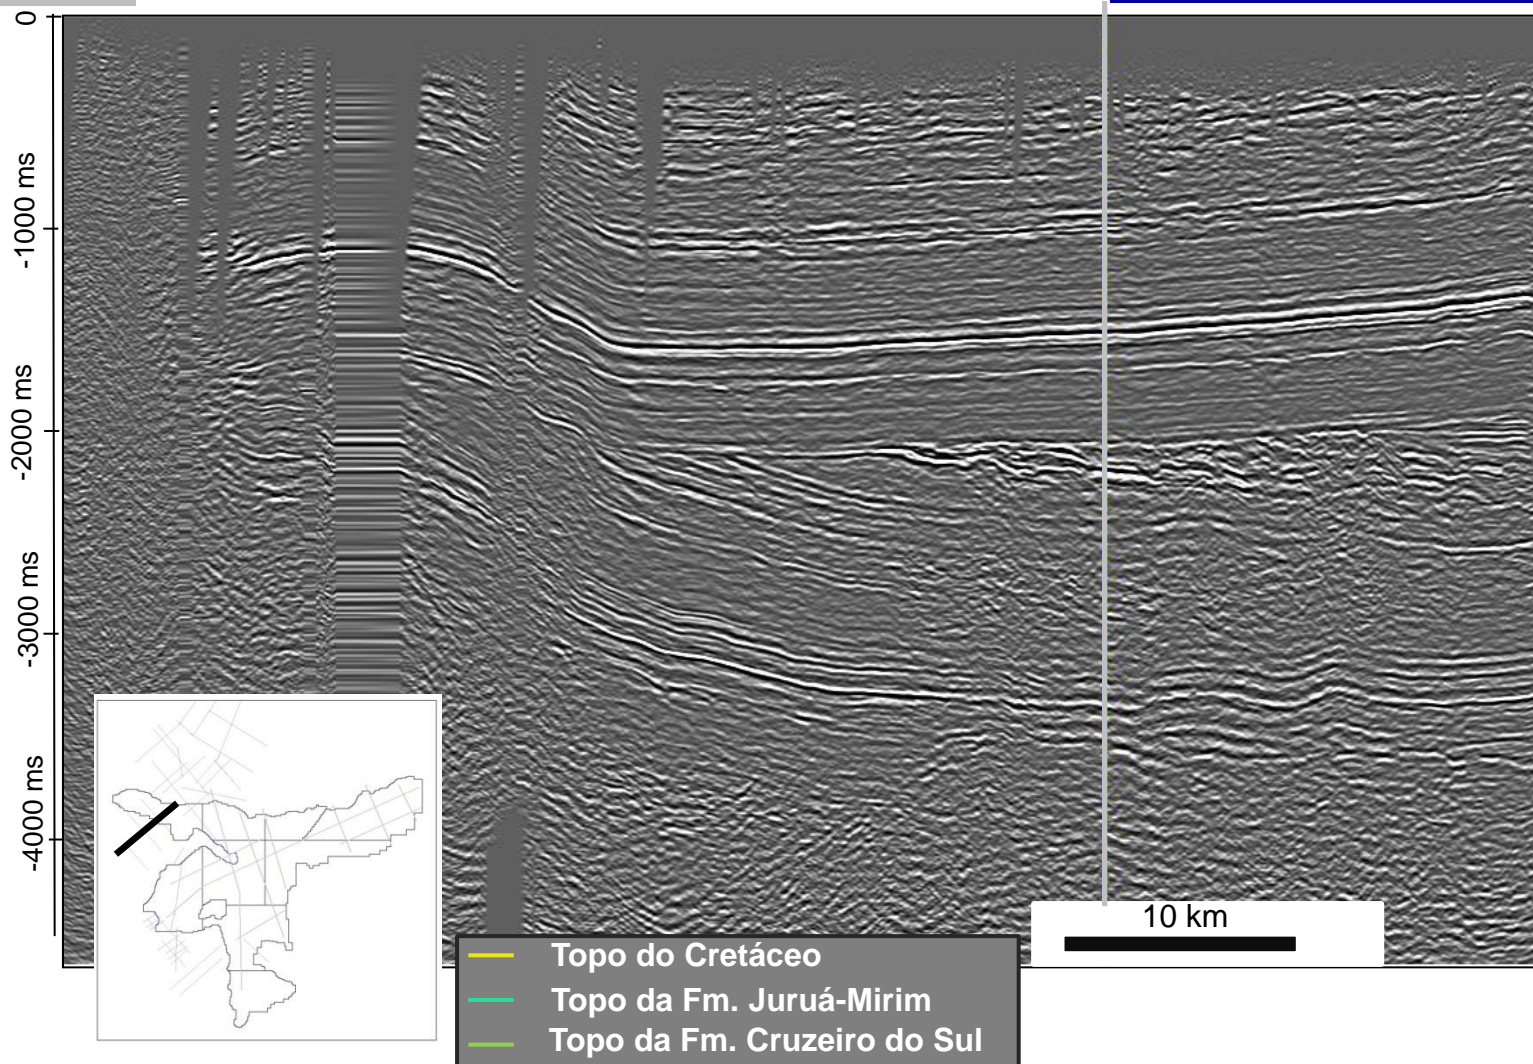 0
-1000 ms
-2000 ms
-3000 ms
-4000 ms
10 km
Topo do Cretáceo
Topo da Fm. Juruá-Mirim
Topo da Fm. Cruzeiro do Sul